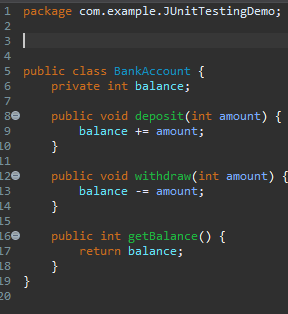 1 package com.example.JUnitTestingDemo;
2
3
4
5 public class BankAccount {
6     private int balance;
7
8     public void deposit(int amount) {
9         balance += amount;
10     }
11
12     public void withdraw(int amount) {
13         balance -= amount;
14     }
15
16     public int getBalance() {
17         return balance;
18     }
19 }
20